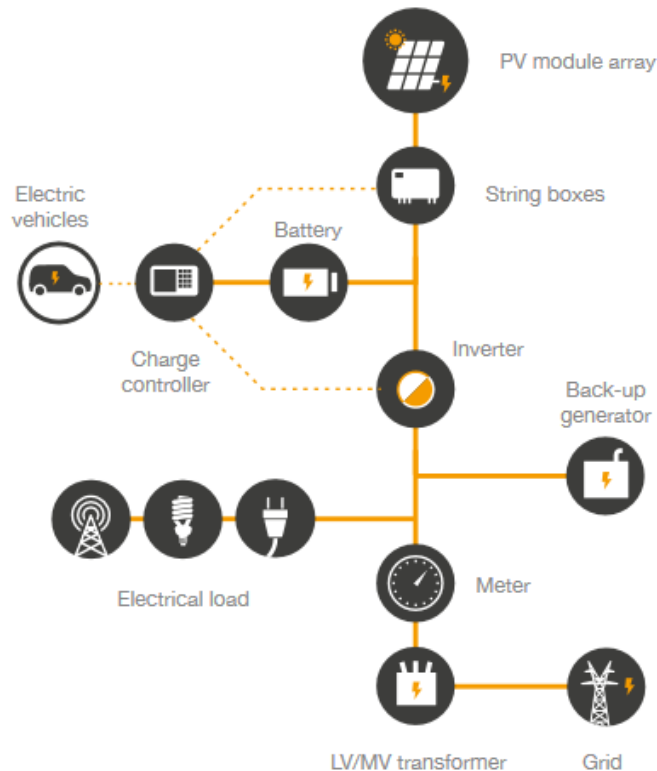 PV module array
String boxes
Electric
vehicles
Battery
Charge
controller
Inverter
Back-up
generator
Electrical load
Meter
LV/MV transformer
Grid